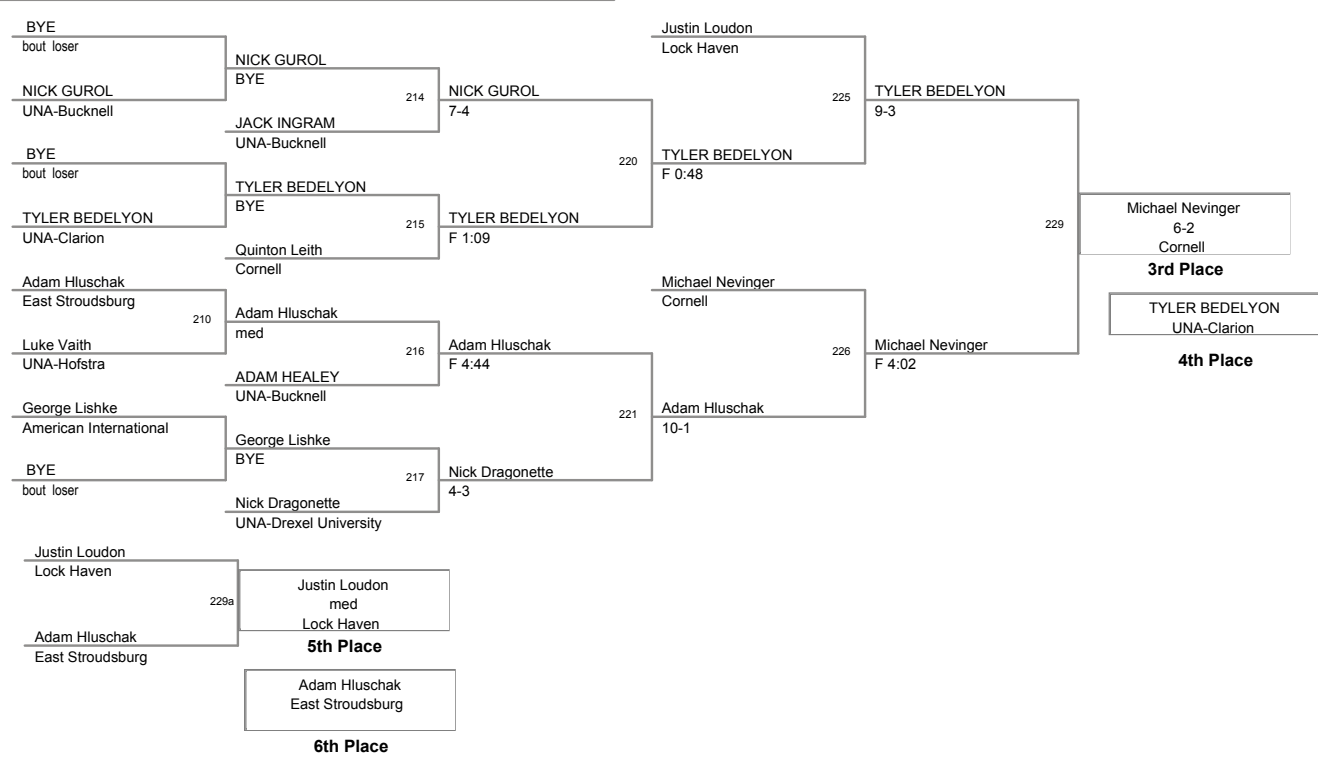 BYE
bout loser
NICK GUROL
UNA-Bucknell
BYE
bout loser
TYLER BEDELYON
UNA-Clarion
Adam Hluschak
East Stroudsburg
210
Luke Vaith
UNA-Hofstra
George Lishke
American International
BYE
bout loser
NICK GUROL
BYE
214
JACK INGRAM
UNA-Bucknell
TYLER BEDELYON
BYE
215
Quinton Leith
Cornell
Adam Hluschak
med
216
ADAM HEALEY
UNA-Bucknell
George Lishke
BYE
217
Nick Dragonette
UNA-Drexel University
NICK GUROL
7-4
220
TYLER BEDELYON
F 1:09
Adam Hluschak
F 4:44
221
Nick Dragonette
4-3
Justin Loudon
Lock Haven
225
TYLER BEDELYON
F 0:48
Michael Nevinger
Cornell
226
Adam Hluschak
10-1
TYLER BEDELYON
9-3
229
Michael Nevinger
F 4:02
Michael Nevinger
6-2
Cornell
3rd Place
TYLER BEDELYON
UNA-Clarion
4th Place
Justin Loudon
Lock Haven
229a
Adam Hluschak
East Stroudsburg
Justin Loudon
med
Lock Haven
5th Place
Adam Hluschak
East Stroudsburg
6th Place